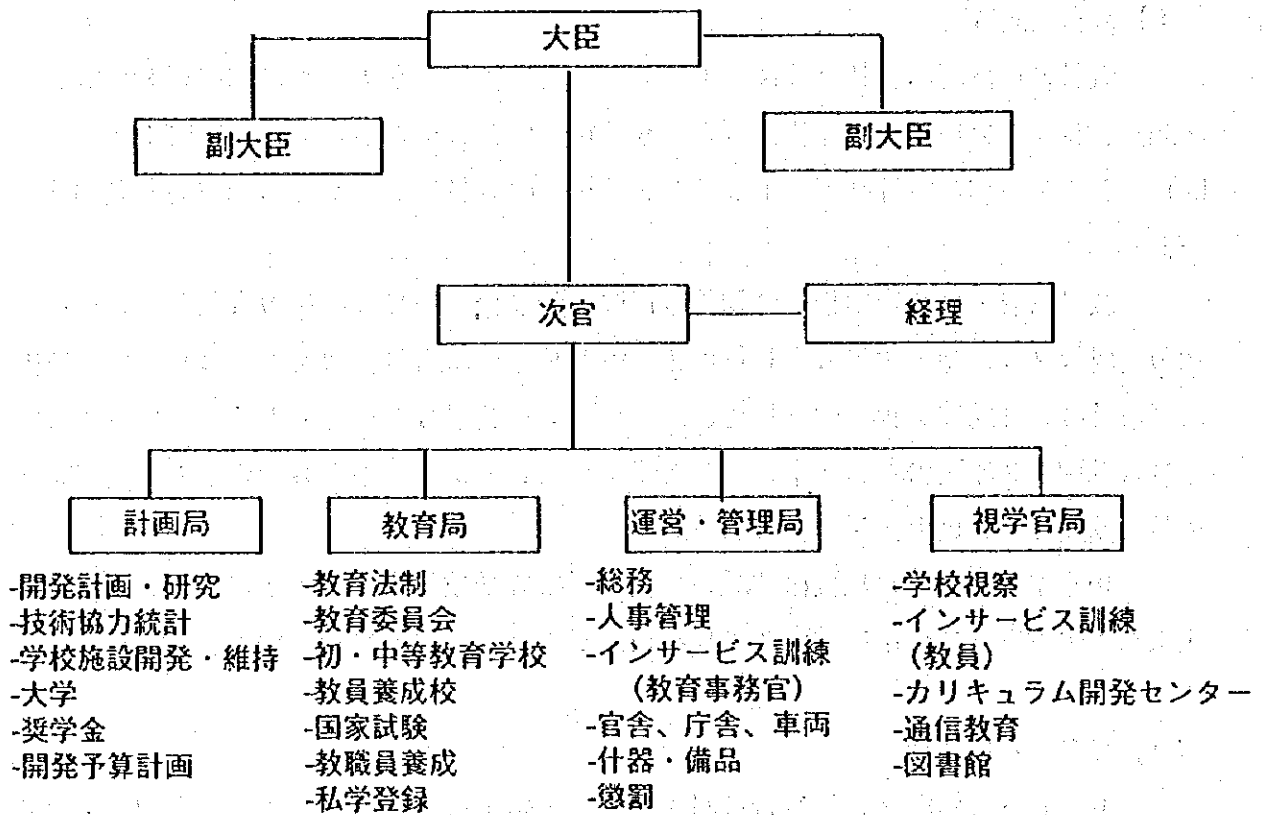 大臣
副大臣
副大臣
次官
経理
計画局
-開発計画・研究
-技術協力統計
-学校施設開発・維持
-大学
-奨学金
-開発予算計画
教育局
-教育法制
-教育委員会
-初・中等教育学校
-教員養成校
-国家試験
-教職員養成
-私学登録
運営・管理局
-総務
-人事管理
-インサービス訓練
(教育事務官)
-官舎、庁舎、車両
-什器・備品
-懲罰
視学官局
-学校視察
-インサービス訓練
(教員)
-カリキュラム開発センター
-通信教育
-図書館